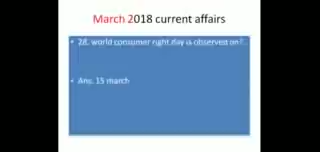 March 2018 current affairs
• 28. world consumer right day is observed on?
• Ans. 15 march